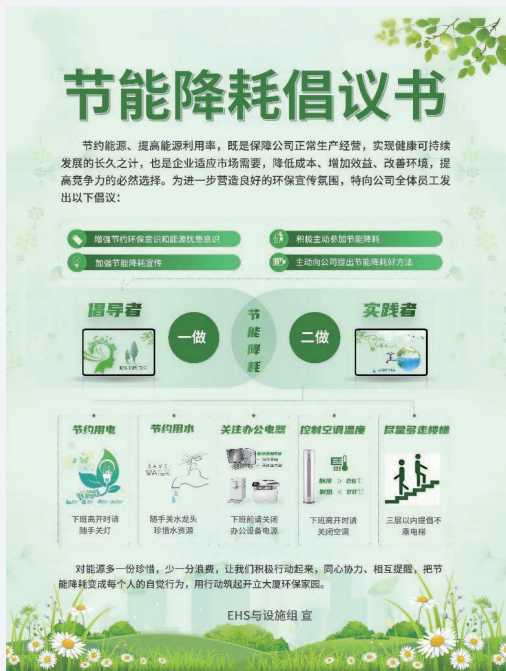 节能降耗倡议书
节约能源、提高能源利用率，既是保障公司正常生产经营，实现健康可持续
发展的长久之计，也是企业适应市场需要，降低成本、增加效益、改善环境，提
高竞争力的必然选择。为进一步营造良好的环保宣传氛围，特向公司全体员工发
出以下倡议：
增强节约环保意识和能源忧患意识
积极主动参加节能降耗
加强节能降耗宣传
主动向公司提出节能降耗好方法
倡导者
一做
节能降耗
二做
实践者
节约用电
节约用水
关注办公电器
控制空调温度
尽量多走楼梯
SAVE
WATER
下班离开时请
随手关灯
随手关水龙头
珍惜水资源
下班前请关闭
办公设备电源
下班离开时请
关闭空调
三层以内提倡不
乘电梯
对能源多一份珍惜，少一分浪费，让我们积极行动起来，同心协力、相互提醒，把节
能降耗变成每个人的自觉行为，用行动筑起开立大厦环保家园。
EHS与设施组 宣